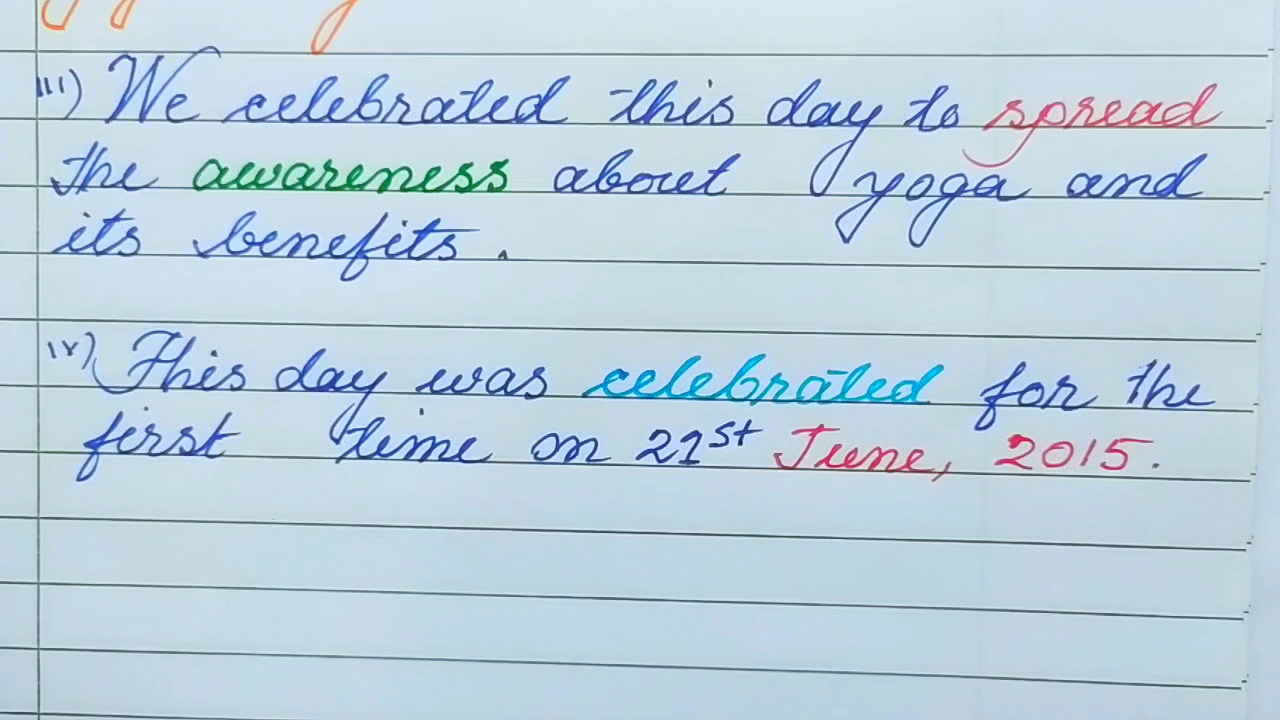 III) We celebrated this day to spread
the awareness about yoga and
its benefits.
IV) This day was celebrated for the
first time on 21st June, 2015.